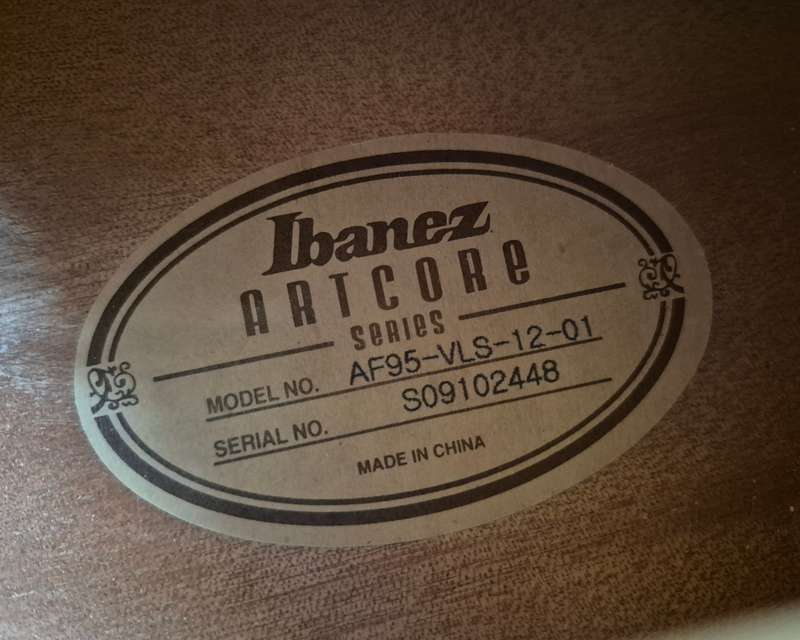 Ibanez
ARTCORE
SERIES
MODEL NO. AF95-VLS-12-01
SERIAL NO. S09102448
MADE IN CHINA